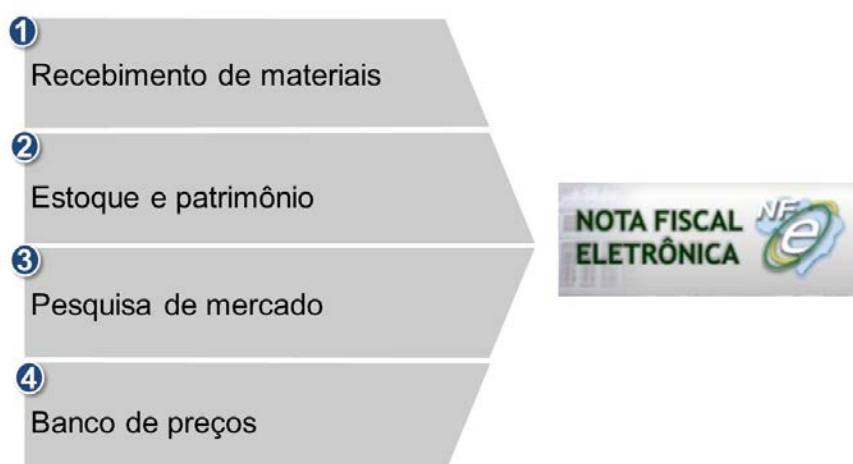 1
Recebimento de materiais
2
Estoque e patrimônio
3
Pesquisa de mercado
4
Banco de preços
NOTA FISCAL
ELETRÔNICA
NF
e